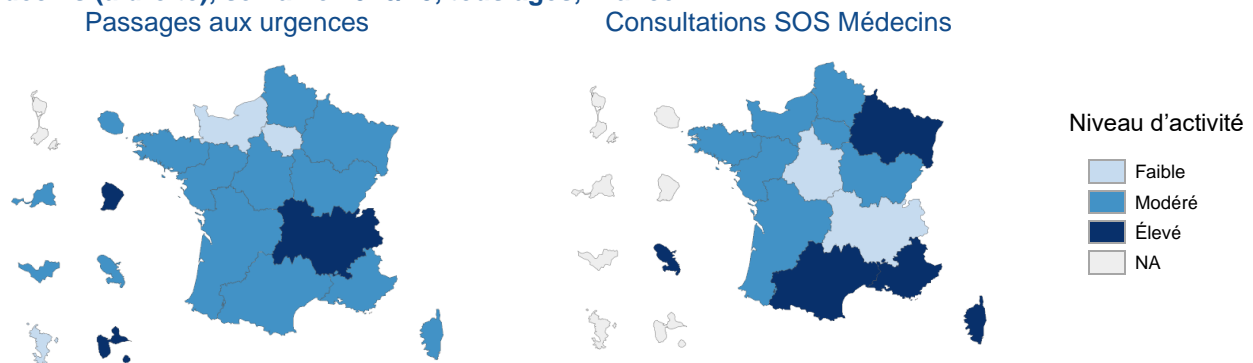 Passages aux urgences
Consultations SOS Médecins
Niveau d'activité
Faible
Modéré
Élevé
NA